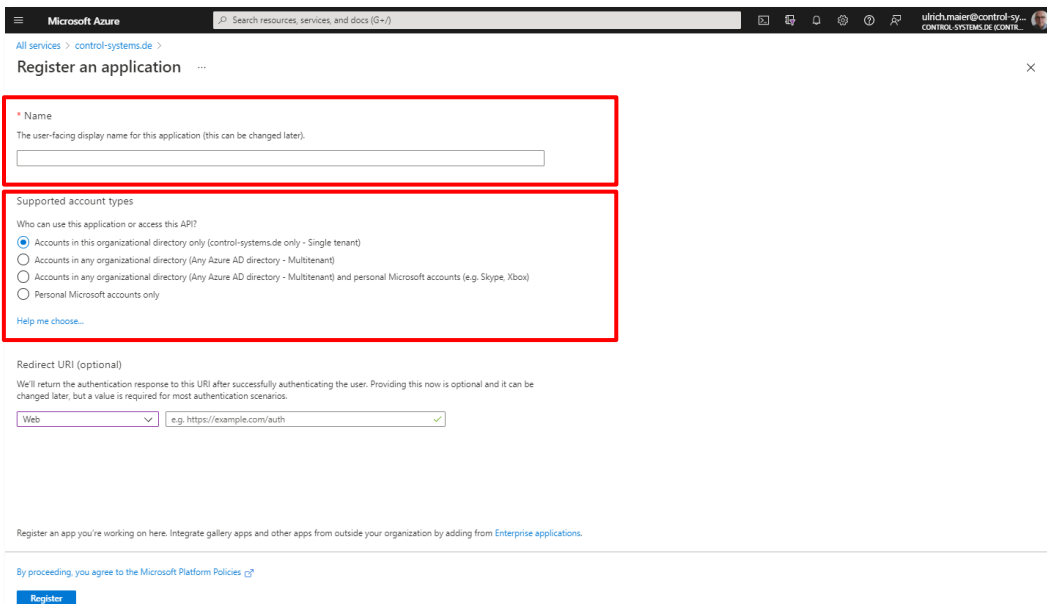 Microsoft Azure
Search resources, services, and docs (G+/)
ulrich.maier@control-sy...
CONTROL-SYSTEMS.DE (CONTR...
All services > control-systems.de >
Register an application ...
* Name
The user-facing display name for this application (this can be changed later).
Supported account types
Who can use this application or access this API?
Accounts in this organizational directory only (control-systems.de only - Single tenant)
Accounts in any organizational directory (Any Azure AD directory - Multitenant)
Accounts in any organizational directory (Any Azure AD directory - Multitenant) and personal Microsoft accounts (e.g. Skype, Xbox)
Personal Microsoft accounts only
Help me choose...
Redirect URI (optional)
We'll return the authentication response to this URI after successfully authenticating the user. Providing this now is optional and it can be
changed later, but a value is required for most authentication scenarios.
Web
e.g. https://example.com/auth
Register an app you're working on here. Integrate gallery apps and other apps from outside your organization by adding from Enterprise applications.
By proceeding, you agree to the Microsoft Platform Policies
Register